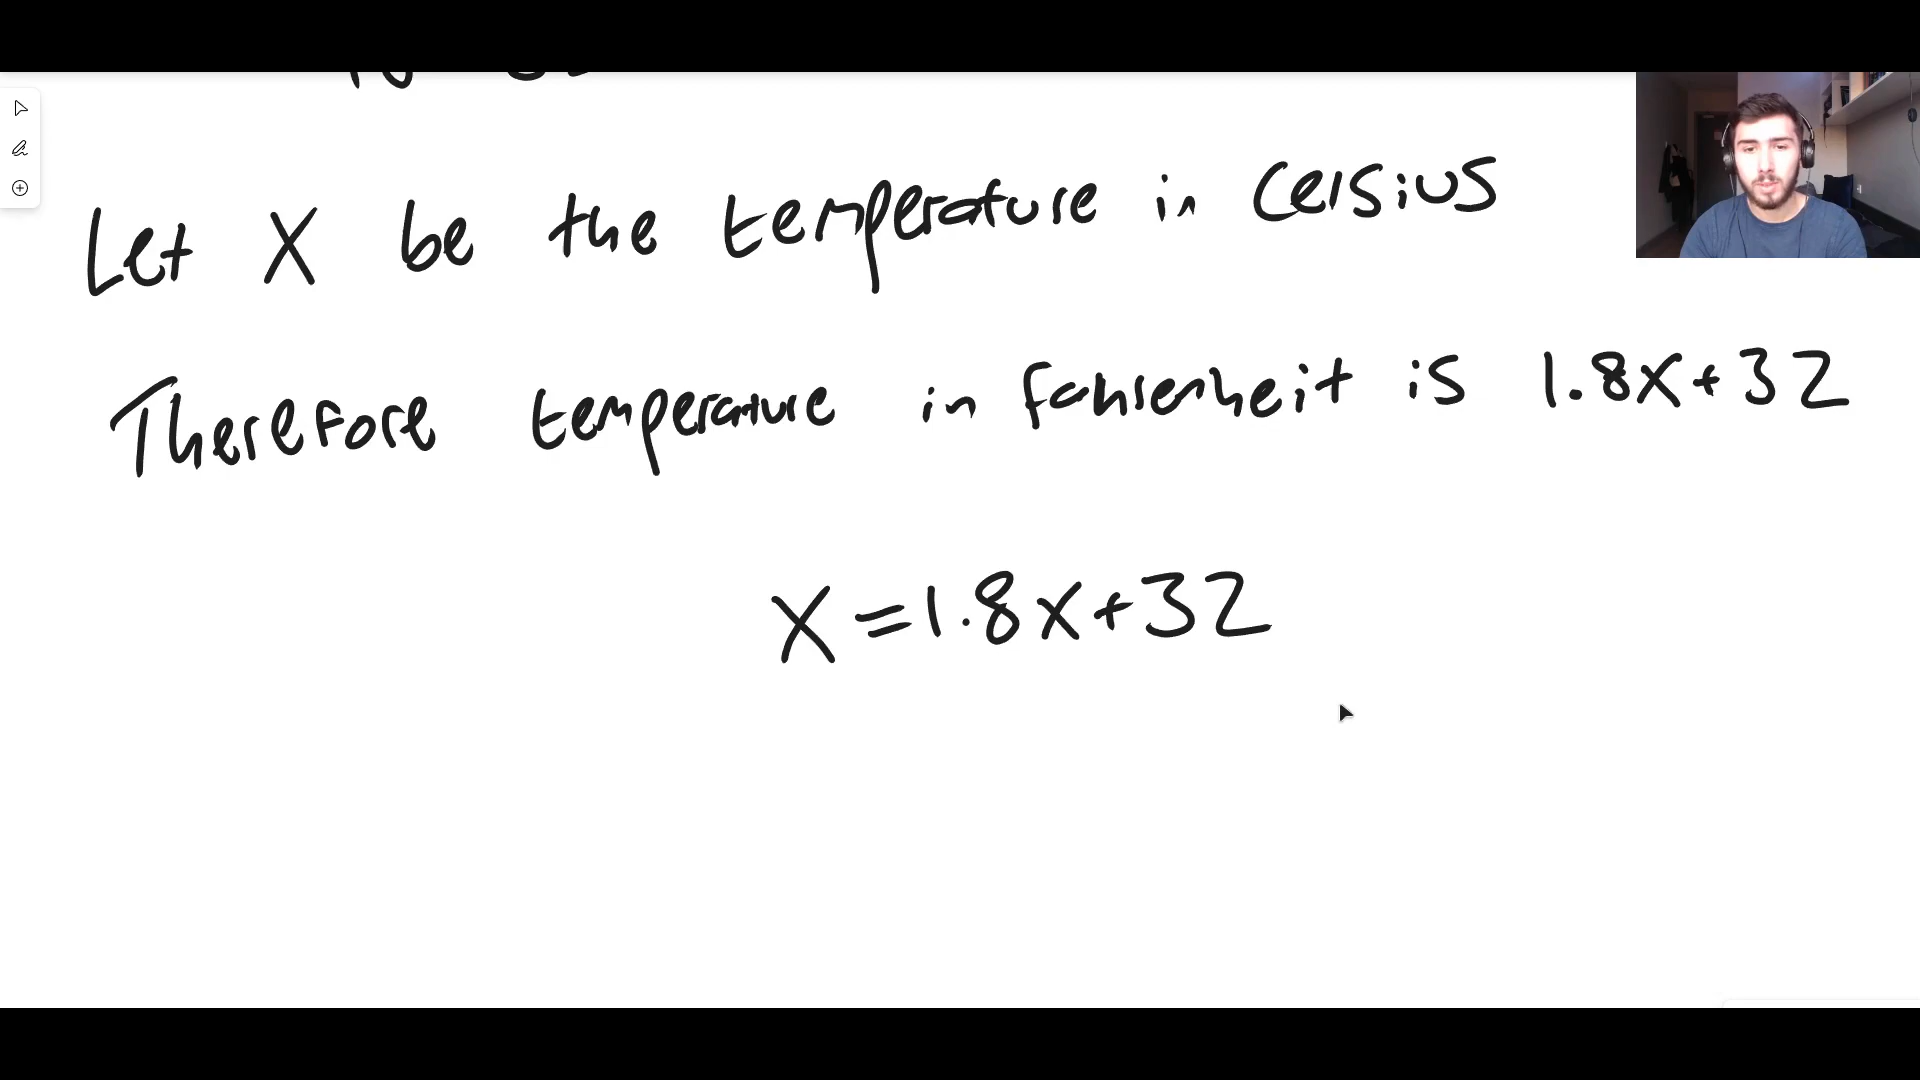 Let X be the temperature in Celsius
Therefore temperature in fahrenheit is 1.8x+32
X=1.8x+32